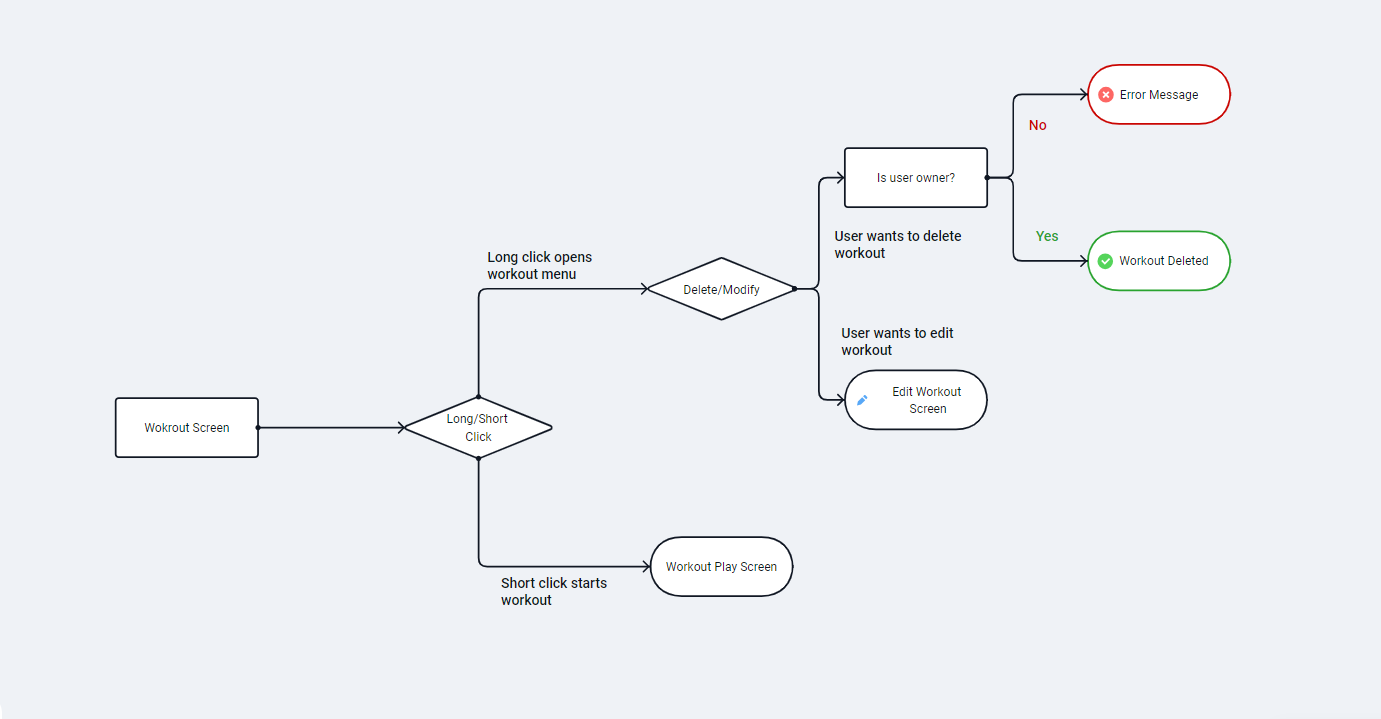 Error Message
No
Is user owner?
User wants to delete
workout
Yes
Workout Deleted
Long click opens
workout menu
Delete/Modify
User wants to edit
workout
Edit Workout
Screen
Wokrout Screen
Long/Short
Click
Workout Play Screen
Short click starts
workout